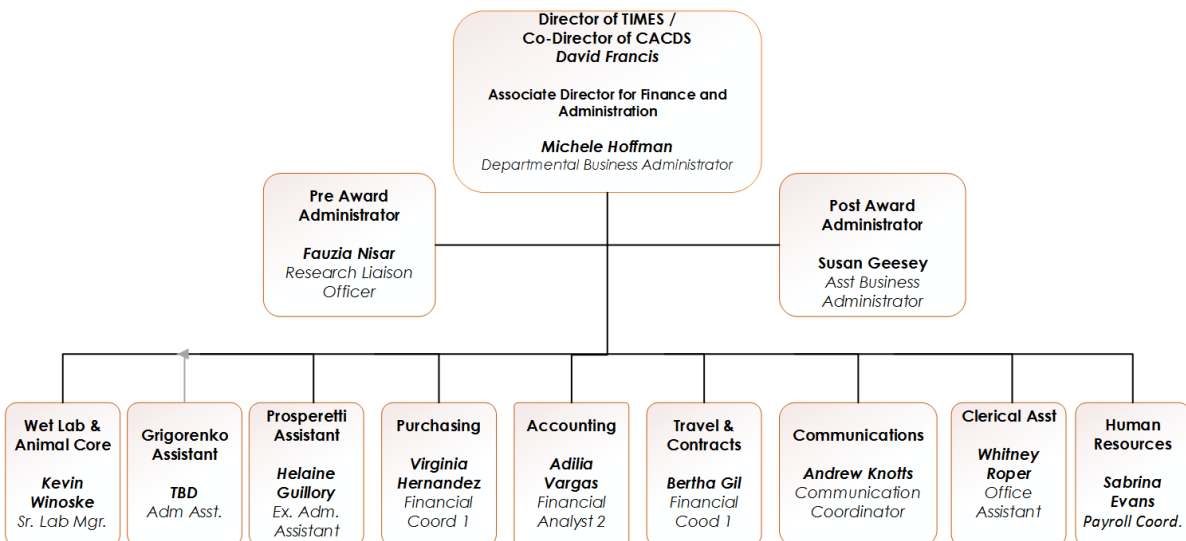 Director of TIMES /
Co-Director of CACDS
David Francis
Associate Director for Finance and
Administration
Michele Hoffman
Departmental Business Administrator
Pre Award
Administrator
Fauzia Nisar
Research Liaison
Officer
Post Award
Administrator
Susan Geesey
Asst Business
Administrator
Wet Lab &
Animal Core
Kevin
Winoske
Sr. Lab Mgr.
Grigorenko
Assistant
TBD
Adm Asst.
Prosperetti
Assistant
Helaine
Guillory
Ex. Adm.
Assistant
Purchasing
Virginia
Hernandez
Financial
Coord 1
Accounting
Adilia
Vargas
Financial
Analyst 2
Travel &
Contracts
Bertha Gil
Financial
Cood 1
Communications
Andrew Knotts
Communication
Coordinator
Clerical Asst
Whitney
Roper
Office
Assistant
Human
Resources
Sabrina
Evans
Payroll Coord.